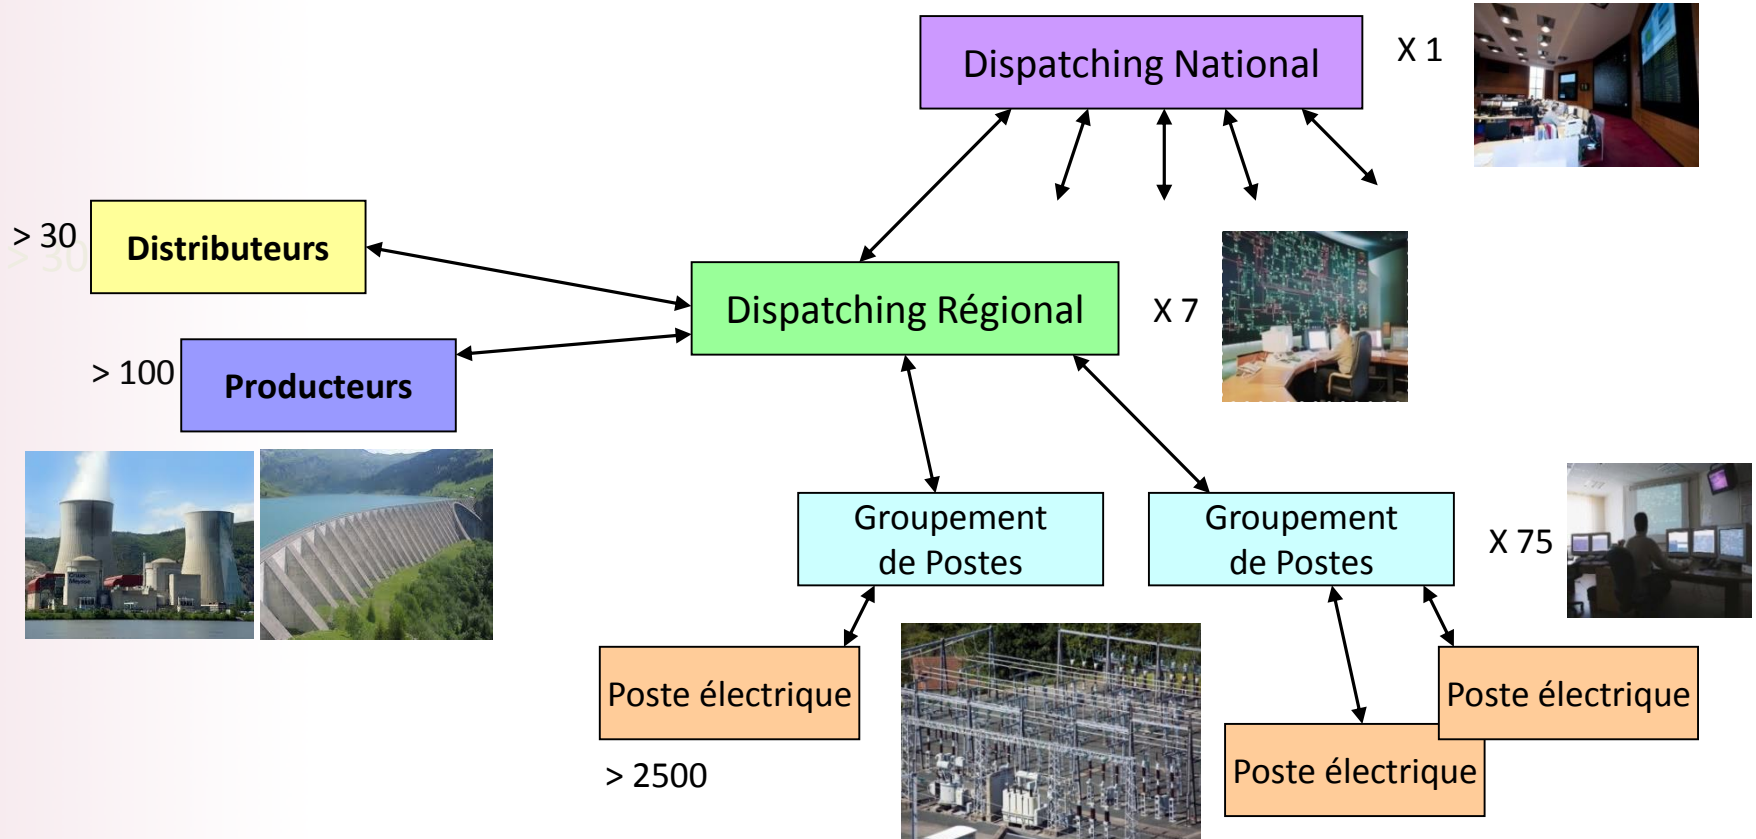 Dispatching National
X 1
> 30
> 30
Distributeurs
Dispatching Régional
X 7
> 100
Producteurs
Groupement
de Postes
Groupement
de Postes
X 75
Poste électrique
> 2500
Poste électrique
Poste électrique